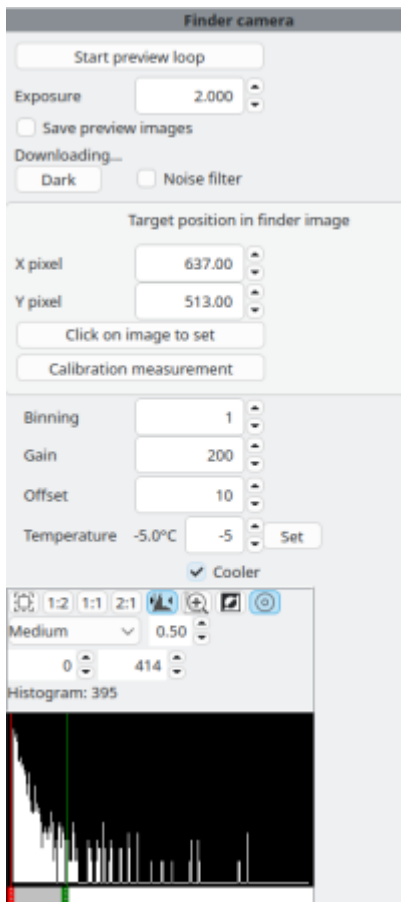 Finder camera
Start preview loop
Exposure 2.000
Save preview images
Downloading...
Dark Noise filter
Target position in finder image
X pixel 637.00
Y pixel 513.00
Click on image to set
Calibration measurement
Binning 1
Gain 200
Offset 10
Temperature -5.0°C -5 Set
Cooler
1:2 1:1 2:1
Medium 0.50
0 414
Histogram: 395